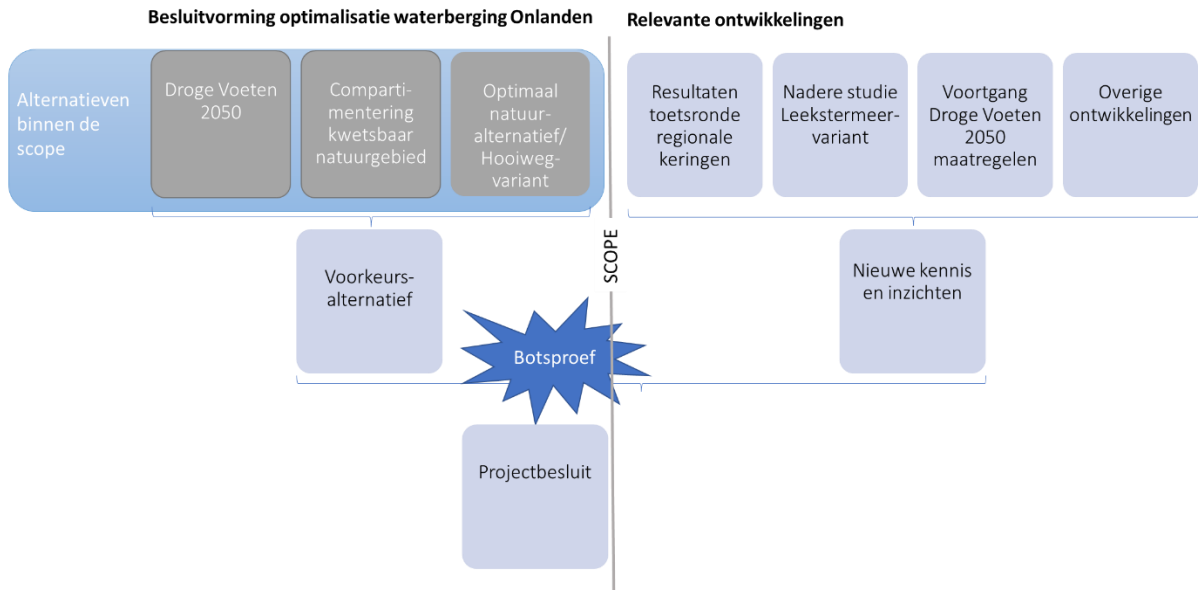 Besluitvorming optimalisatie waterberging Onlanden
Relevante ontwikkelingen
Alternatieven
binnen de
scope
Droge Voeten
2050
Comparti-
mentering
kwetsbaar
natuurgebied
Optimaal
natuur-
alternatief/
Hooiweg-
variant
Resultaten
toetsronde
regionale
keringen
Nadere studie
Leekstermeer-
variant
Voortgang
Droge Voeten
2050
maatregelen
Overige
ontwikkelingen
SCOPE
Voorkeurs-
alternatief
Nieuwe kennis
en inzichten
Botsproef
Projectbesluit